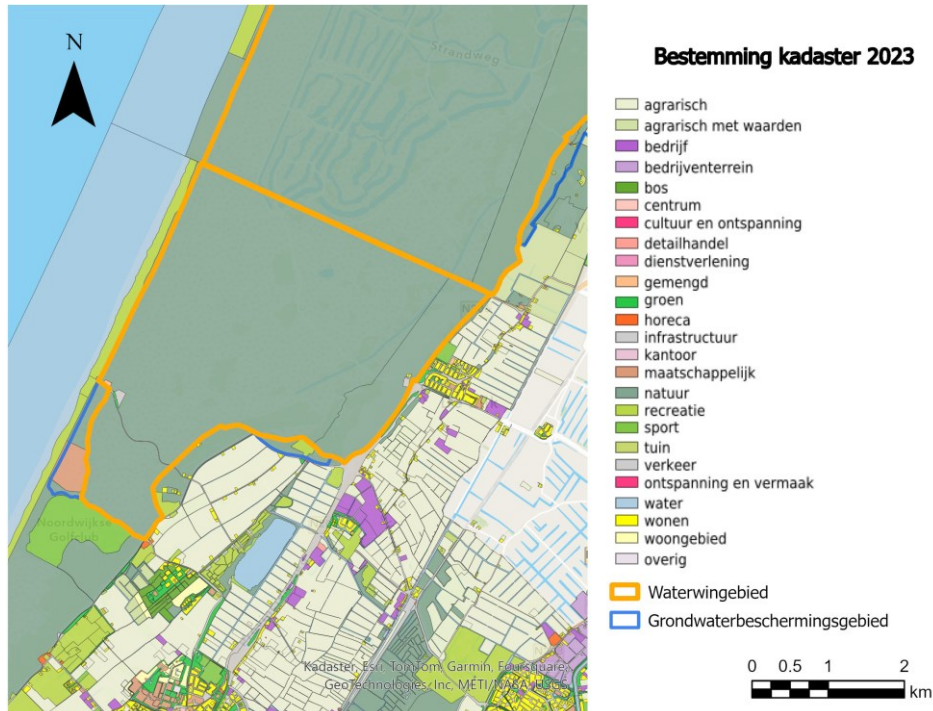 N
Strandweg
Noordwijkse
Golfclub
Kadaster, Esri, TomTom, Garmin, Foursquare,
GeoTechnologies, Inc, METI/NASA, USGS
Bestemming kadaster 2023
agrarisch
agrarisch met waarden
bedrijf
bedrijventerrein
bos
centrum
cultuur en ontspanning
detailhandel
dienstverlening
gemengd
groen
horeca
infrastructuur
kantoor
maatschappelijk
natuur
recreatie
sport
tuin
verkeer
ontspanning en vermaak
water
wonen
woongebied
overig
Waterwingebied
Grondwaterbeschermingsgebied
0 0.5 1 2
km